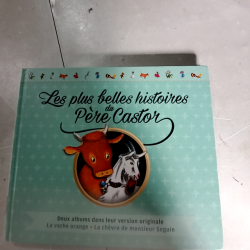 Les plus belles histoires
du
Père Castor
Deux albums dans leur version originale
La vache orange • La chèvre de monsieur Seguin